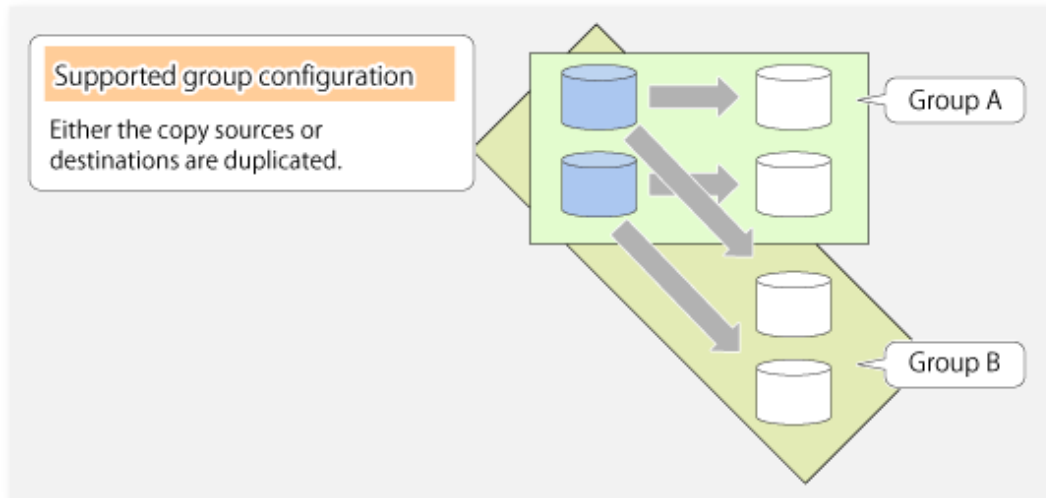 Supported group configuration
Either the copy sources or
destinations are duplicated.
Group A
Group B